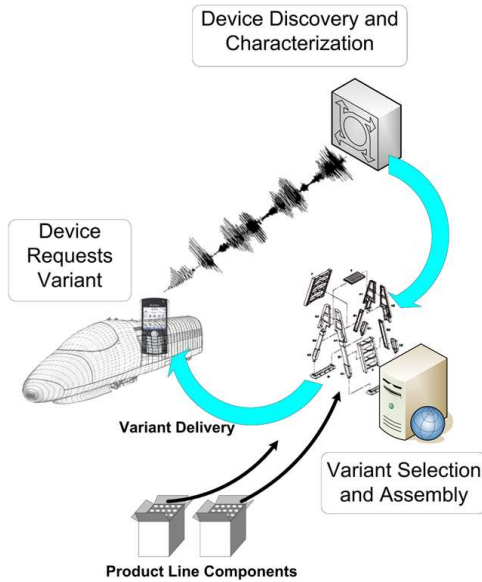 Device Discovery and
Characterization
Device
Requests
Variant
Variant Delivery
Variant Selection
and Assembly
Product Line Components